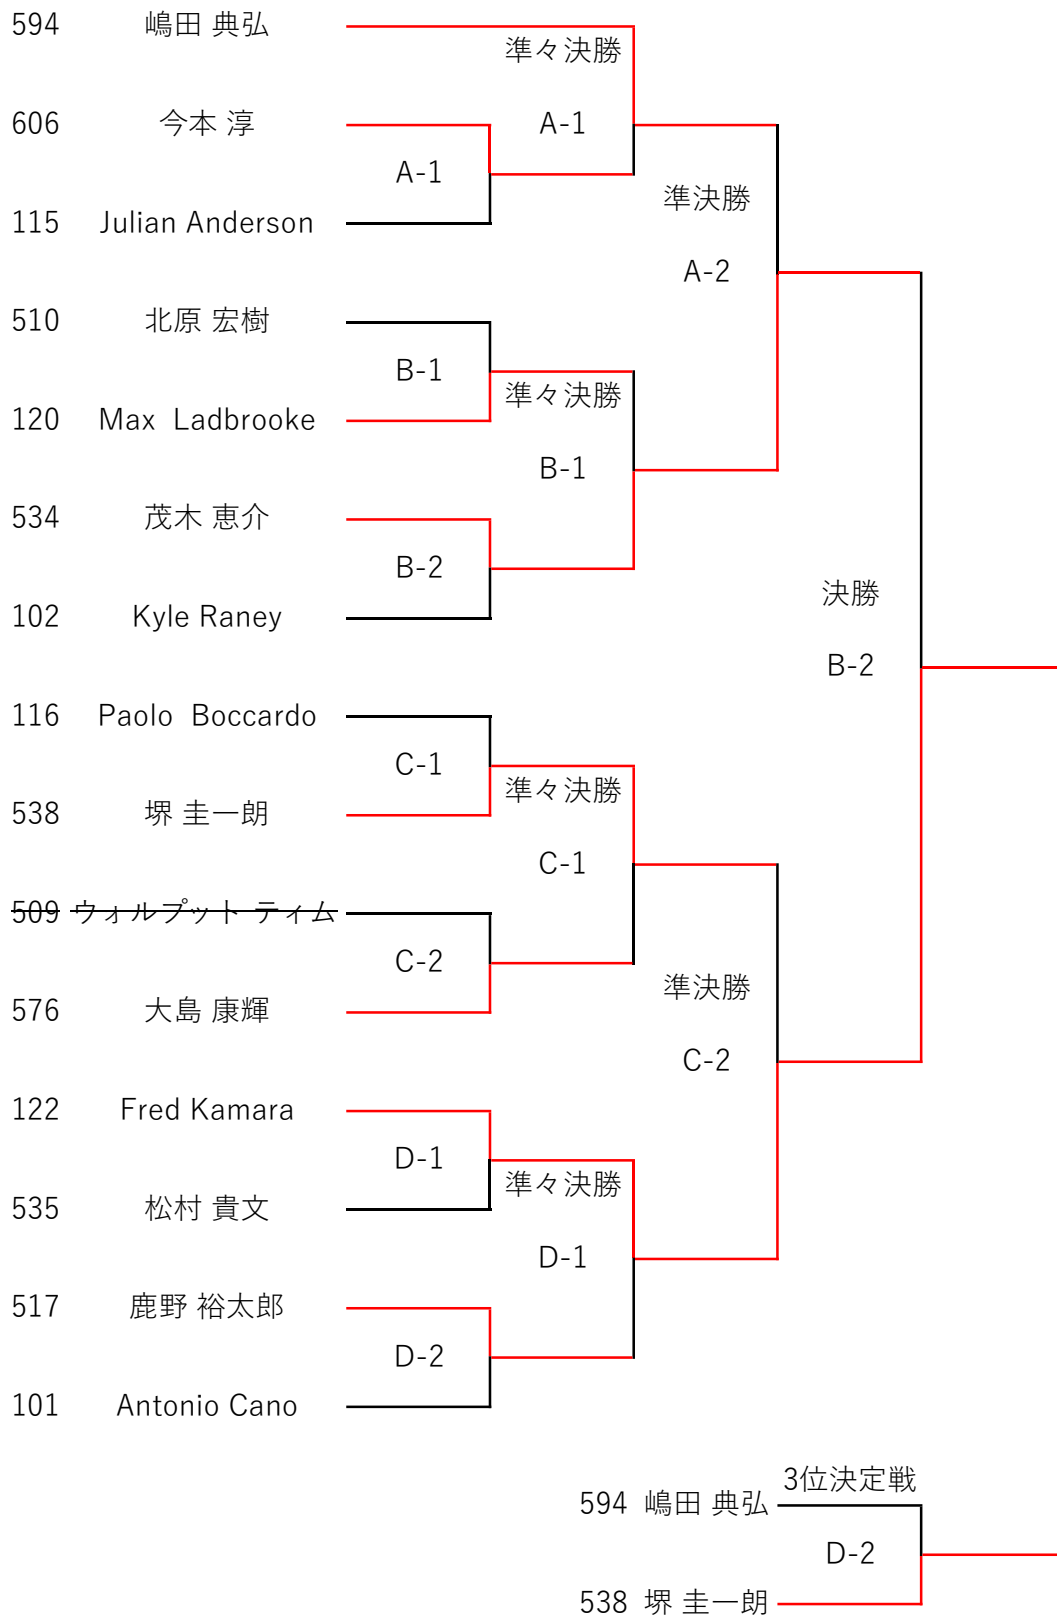 594 嶋田 典弘
準々決勝
606 今本 淳
A-1
A-1
準決勝
115 Julian Anderson
A-2
510 北原 宏樹
B-1
準々決勝
120 Max Ladbrooke
B-1
534 茂木 恵介
B-2
決勝
102 Kyle Raney
B-2
116 Paolo Boccardo
C-1
準々決勝
538 堺 圭一朗
C-1
509 ウォルプット ティム
C-2
準決勝
576 大島 康輝
C-2
122 Fred Kamara
D-1
準々決勝
535 松村 貴文
D-1
517 鹿野 裕太郎
D-2
101 Antonio Cano
3位決定戦
594 嶋田 典弘
D-2
538 堺 圭一朗